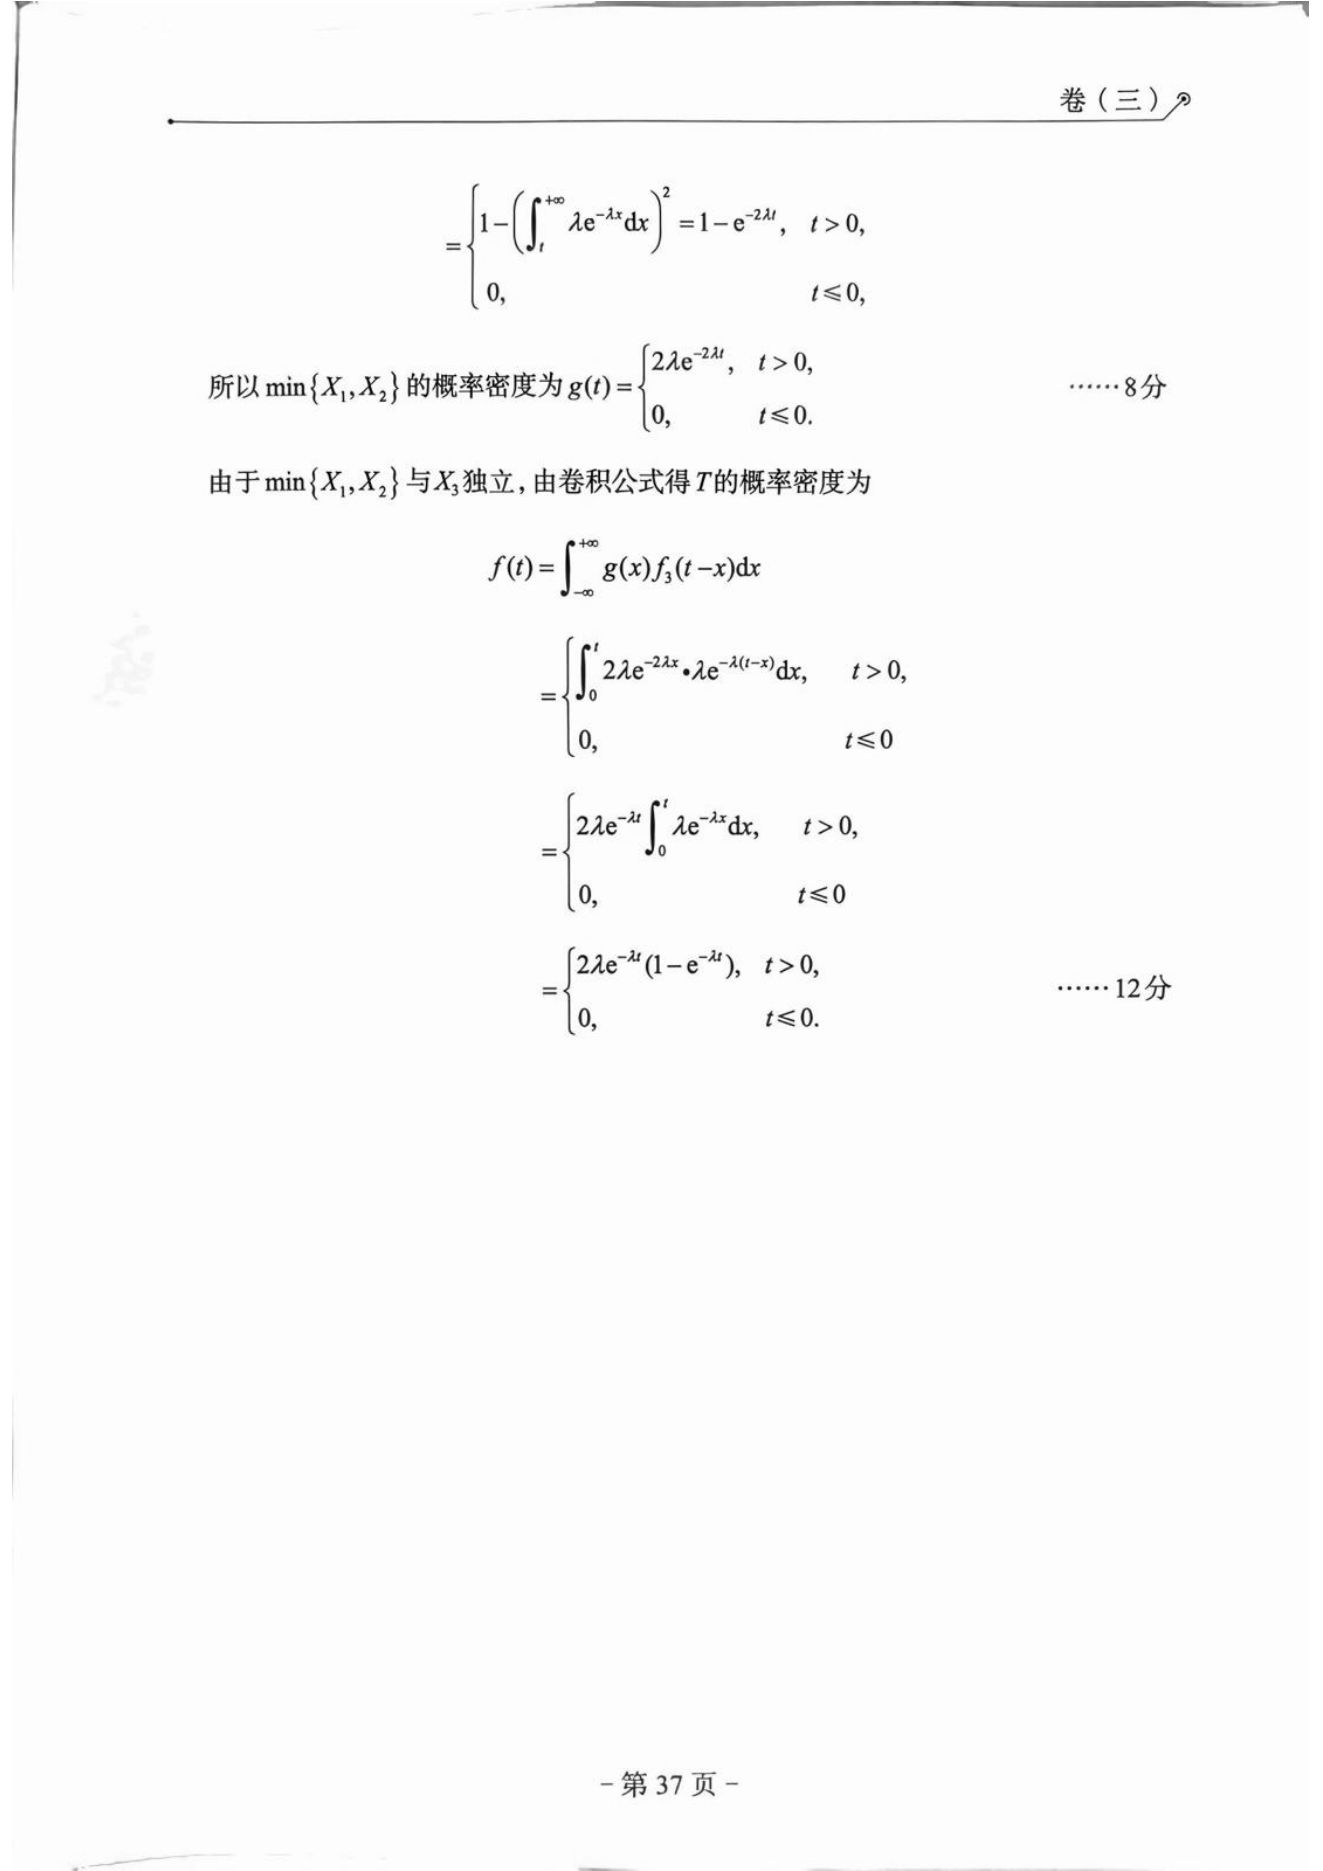 卷（三）
= { 1-(∫_t^{+∞} λe^{-λx}dx)^2 = 1-e^{-2λt}, t>0,
0, t≤0,
所以 min{X₁,X₂} 的概率密度为 g(t) = { 2λe^{-2λt}, t>0, ……8分
0, t≤0.
由于 min{X₁,X₂} 与 X₃ 独立,由卷积公式得 T 的概率密度为
f(t) = ∫_{-∞}^{+∞} g(x)f₃(t-x)dx
= { ∫_0^t 2λe^{-2λx}•λe^{-λ(t-x)}dx, t>0,
0, t≤0
= { 2λe^{-λt}∫_0^t λe^{-λx}dx, t>0,
0, t≤0
= { 2λe^{-λt}(1-e^{-λt}), t>0, ……12分
0, t≤0.
－第 37 页－